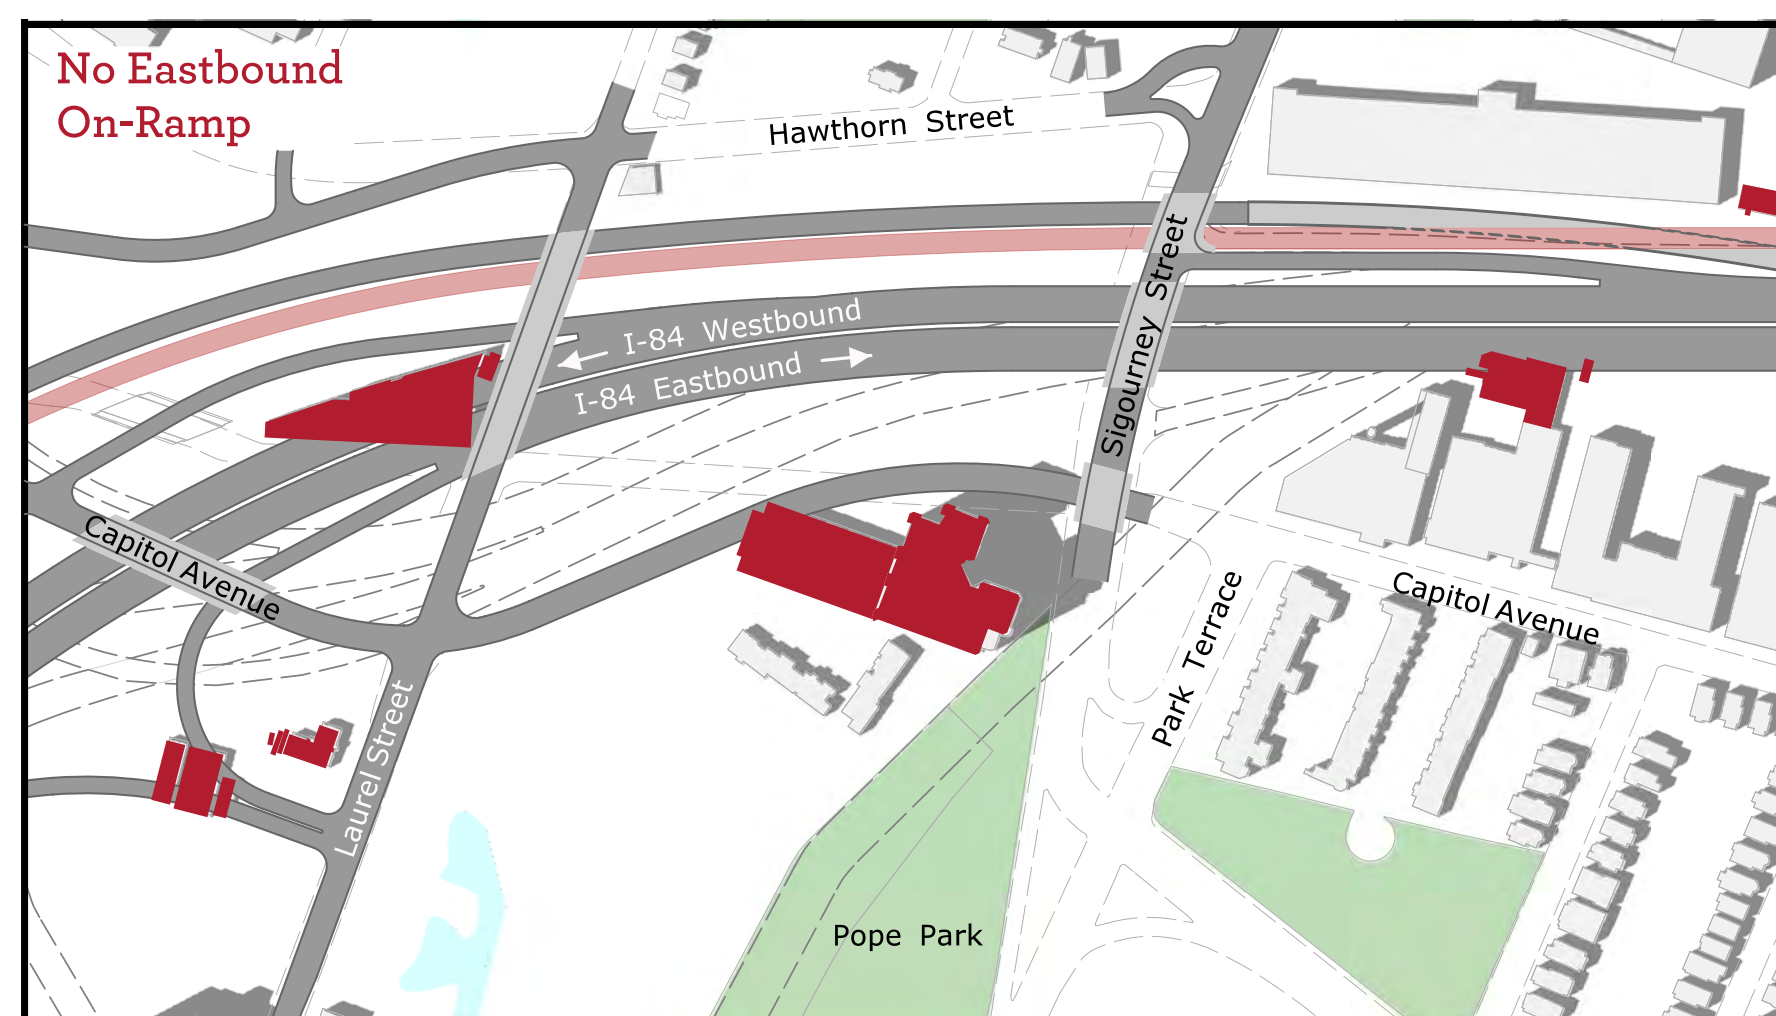 No Eastbound
On-Ramp
Hawthorn Street
Sigourney Street
I-84 Westbound
I-84 Eastbound
Capitol Avenue
Capitol Avenue
Park Terrace
Laurel Street
Pope Park